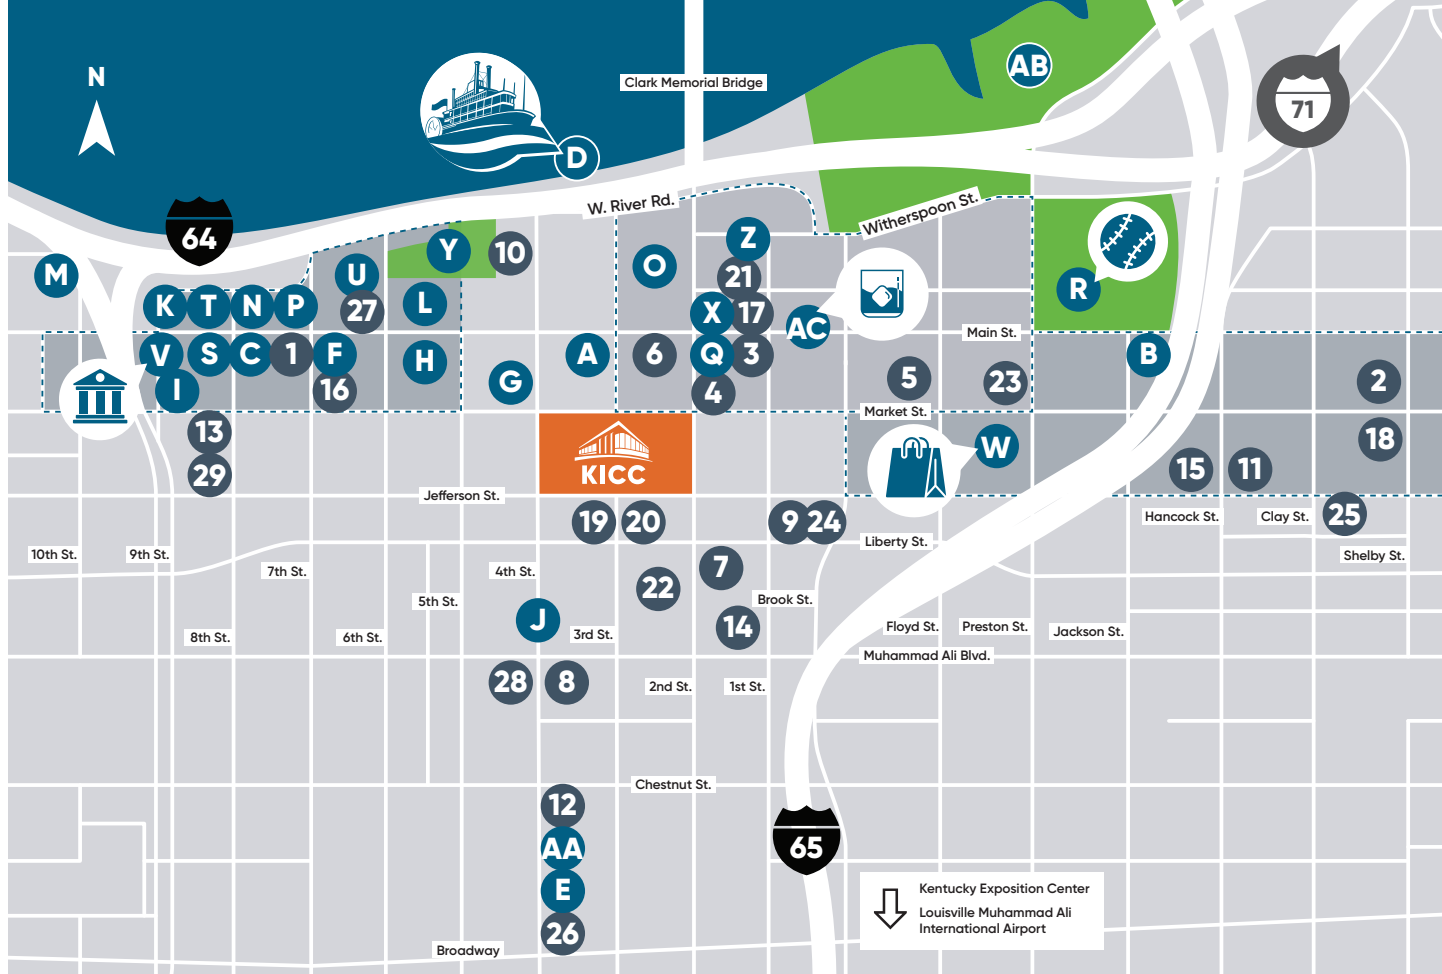 N
Clark Memorial Bridge
AB
71
D
W. River Rd.
Witherspoon St.
64
M
U
Y
10
O
Z
21
R
K
T
N
P
27
L
X
17
AC
Main St.
V
S
C
1
F
H
G
A
6
Q
3
B
I
16
4
5
23
2
Market St.
13
29
KICC
W
15
11
18
Jefferson St.
19
20
9
24
Hancock St.
Clay St.
25
10th St.
9th St.
Liberty St.
Shelby St.
7th St.
4th St.
7
22
5th St.
Brook St.
J
14
8th St.
6th St.
3rd St.
Floyd St.
Preston St.
Jackson St.
Muhammad Ali Blvd.
28
8
2nd St.
1st St.
Chestnut St.
12
AA
65
E
26
Broadway
Kentucky Exposition Center
Louisville Muhammad Ali
International Airport